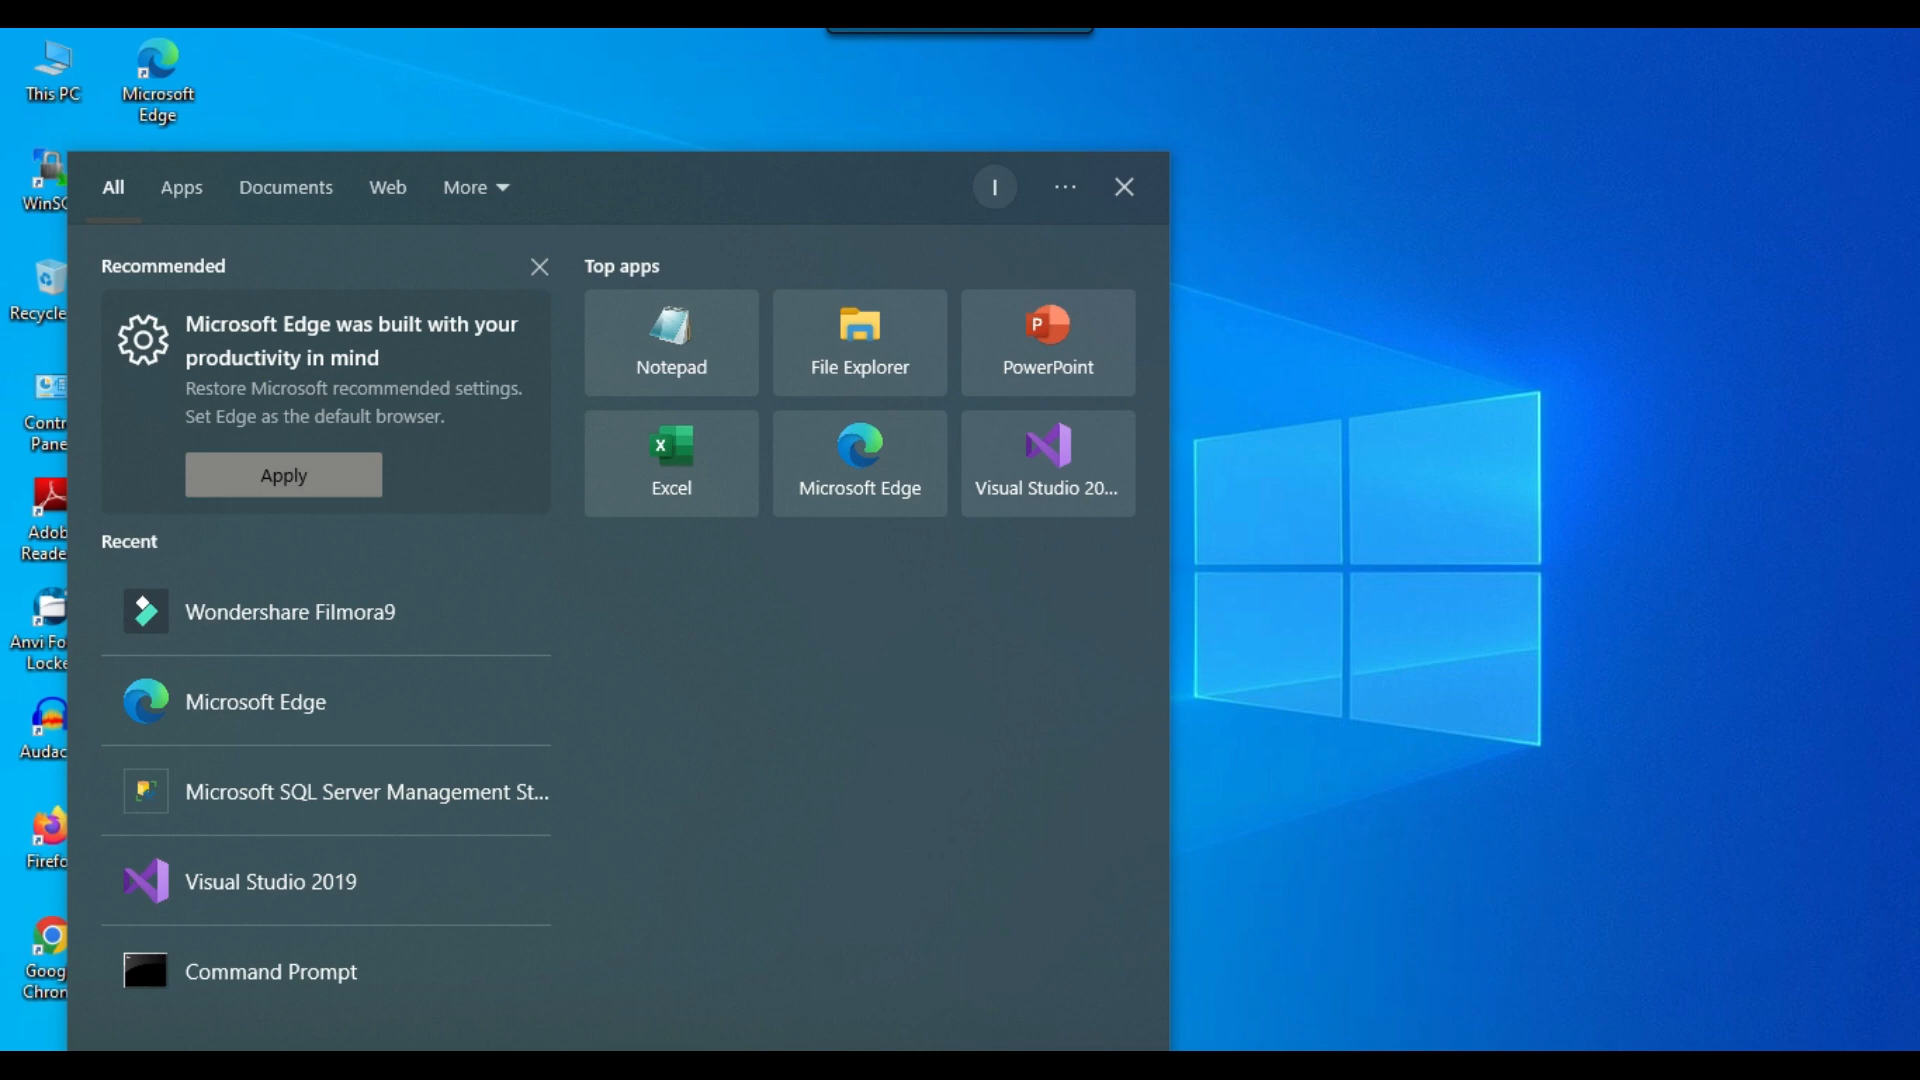 This PC
Microsoft
Edge
WinSC
Recycle
Contr
Pane
Adob
Reade
Anvi Fo
Locke
Audac
Firefo
Goog
Chron
All
Apps
Documents
Web
More
I
Recommended
Microsoft Edge was built with your
productivity in mind
Restore Microsoft recommended settings.
Set Edge as the default browser.
Apply
Recent
Wondershare Filmora9
Microsoft Edge
Microsoft SQL Server Management St...
Visual Studio 2019
Command Prompt
Top apps
Notepad
File Explorer
PowerPoint
Excel
Microsoft Edge
Visual Studio 20...